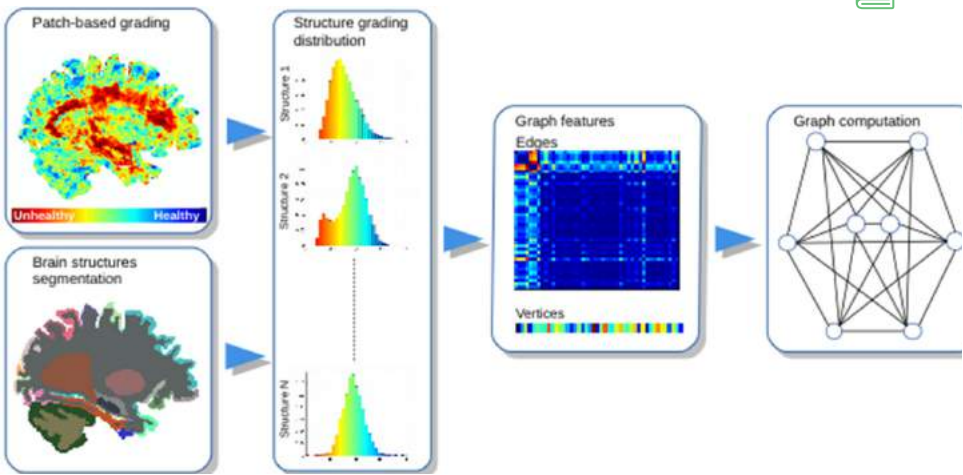 Patch-based grading
Unhealthy
Healthy
Brain structures
segmentation
Structure grading
distribution
Structure 1
Structure 2
Structure N
Graph features
Edges
Vertices
Graph computation